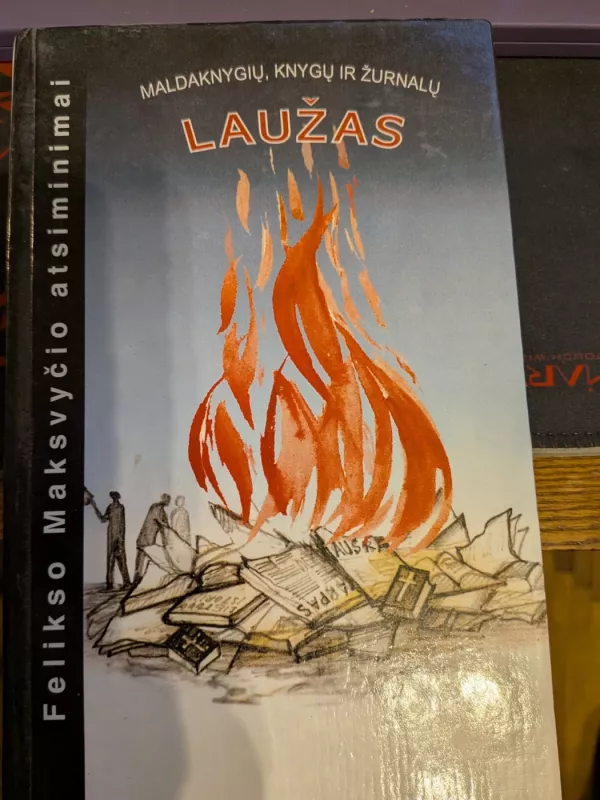 MALDAKNYGIŲ, KNYGŲ IR ŽURNALŲ
LAUŽAS
Felikso Maksvyčio atsiminimai